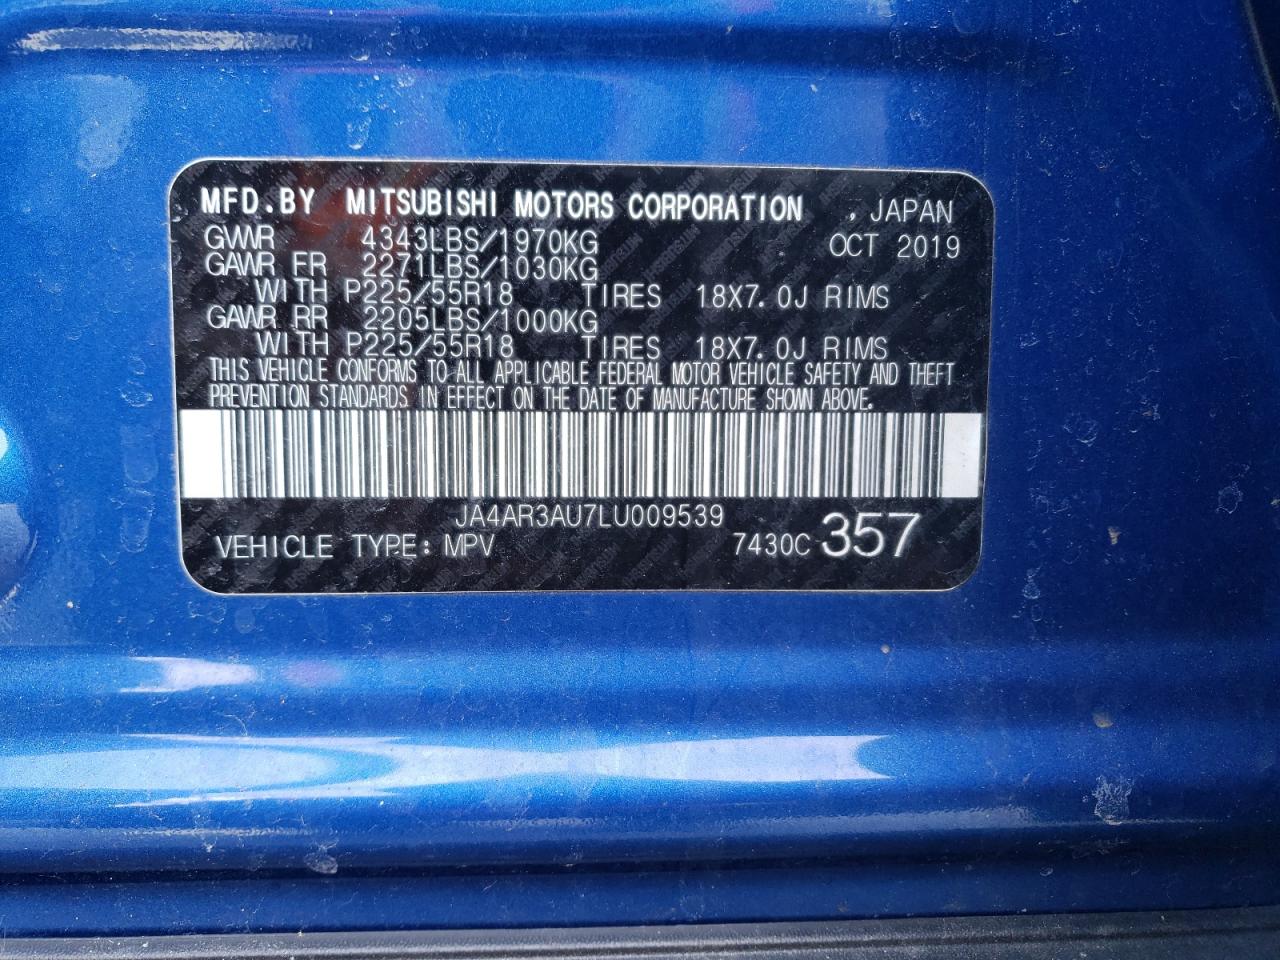 MFD.BY MITSUBISHI MOTORS CORPORATION , JAPAN
GVWR 4343LBS/1970KG OCT 2019
GAWR FR 2271LBS/1030KG
WITH P225/55R18 TIRES 18X7.0J RIMS
GAWR RR 2205LBS/1000KG
WITH P225/55R18 TIRES 18X7.0J RIMS
THIS VEHICLE CONFORMS TO ALL APPLICABLE FEDERAL MOTOR VEHICLE SAFETY AND THEFT
PREVENTION STANDARDS IN EFFECT ON THE DATE OF MANUFACTURE SHOWN ABOVE.
JA4AR3AU7LU009539
VEHICLE TYPE: MPV 7430C 357